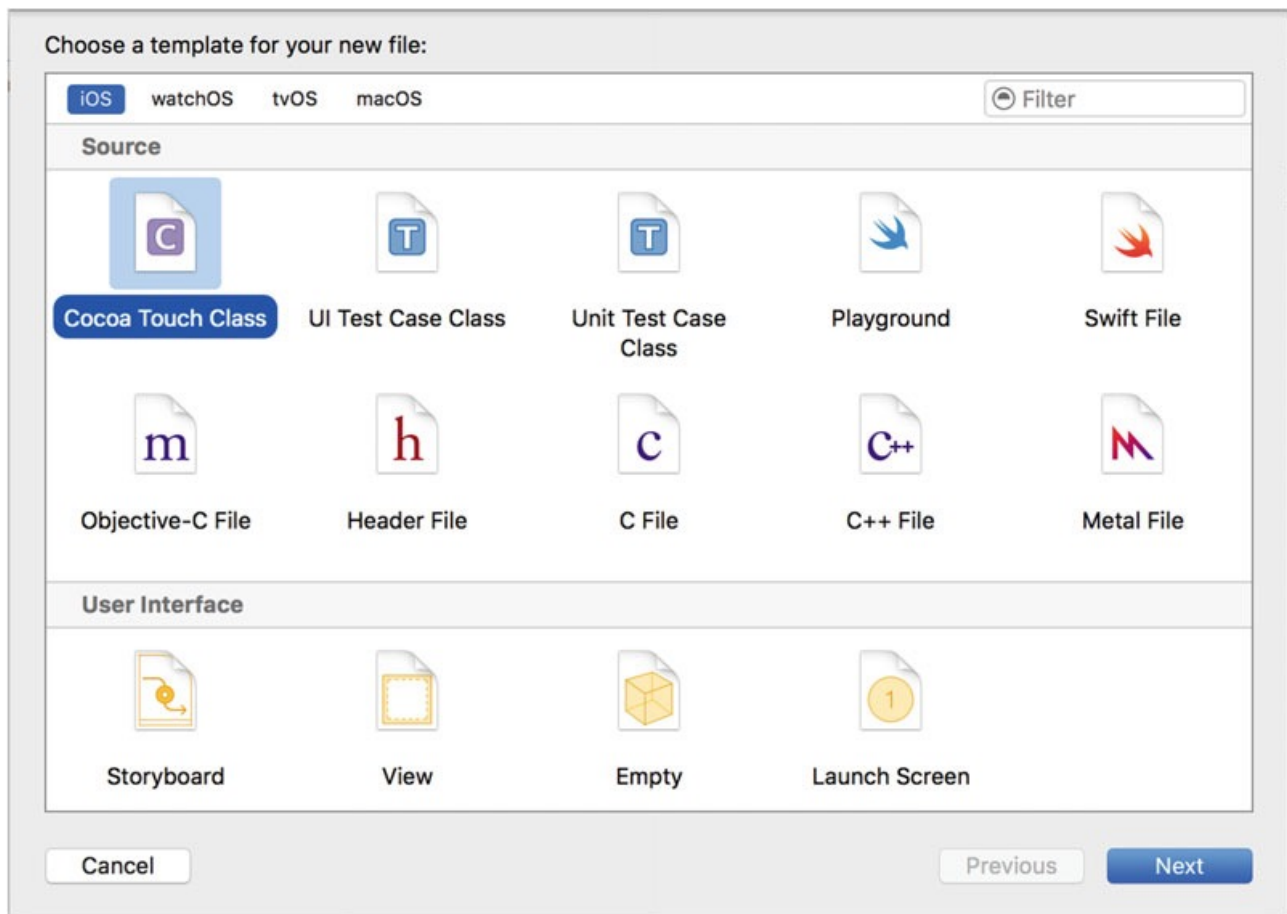 Choose a template for your new file:
iOS watchOS tvOS macOS Filter
Source
C T T
Cocoa Touch Class UI Test Case Class Unit Test Case Playground Swift File
Class
m h c C++
Objective-C File Header File C File C++ File Metal File
User Interface
1
Storyboard View Empty Launch Screen
Cancel Previous Next